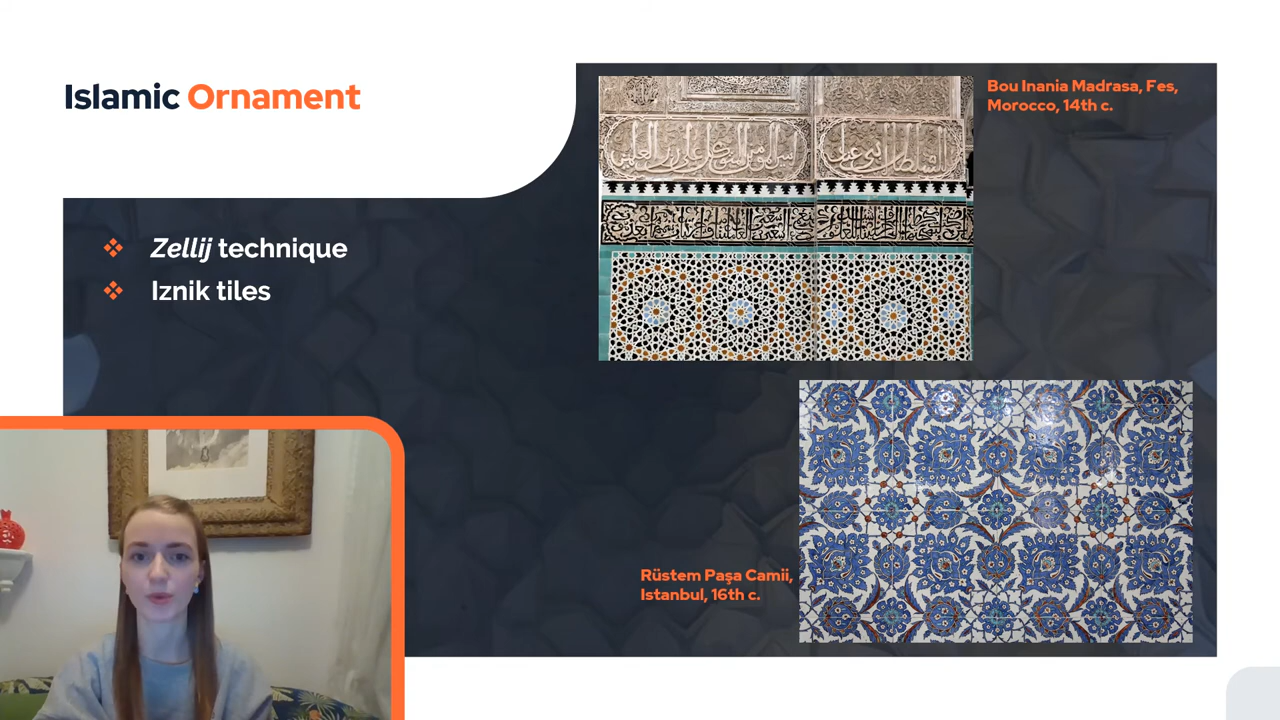 Islamic Ornament
Zellij technique
Iznik tiles
Bou Inania Madrasa, Fes,
Morocco, 14th c.
Rüstem Paşa Camii,
Istanbul, 16th c.